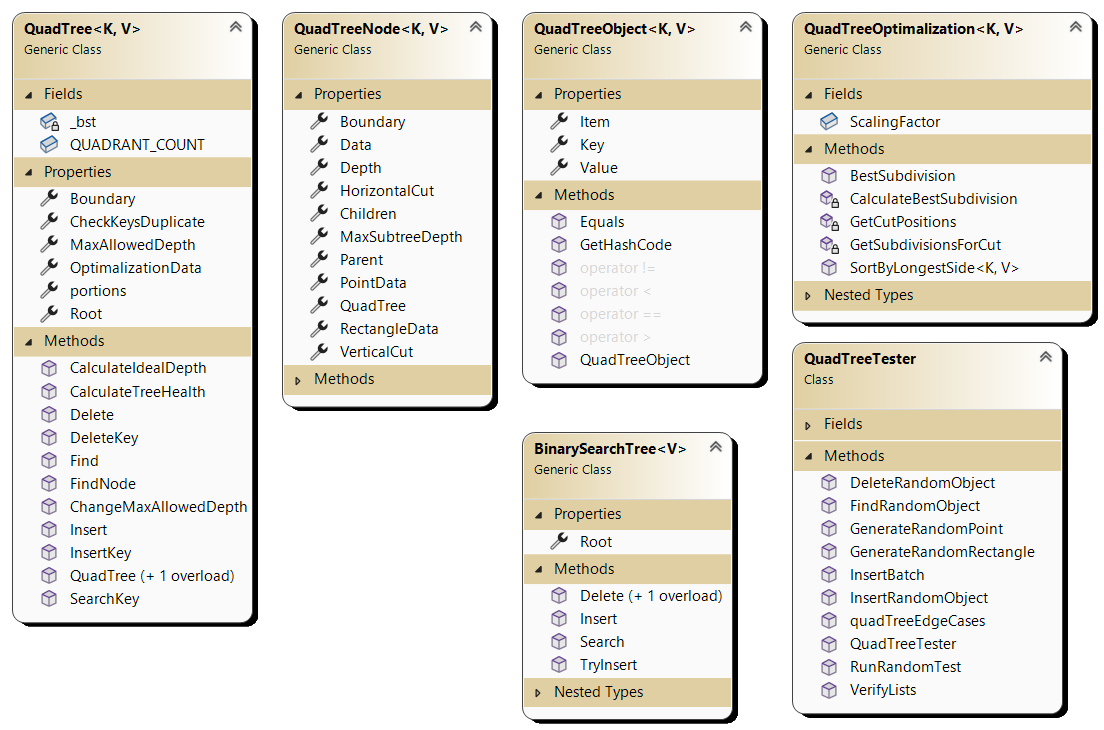 QuadTree<K, V>
Generic Class
Fields
_bst
QUADRANT_COUNT
Properties
Boundary
CheckKeysDuplicate
MaxAllowedDepth
OptimalizationData
portions
Root
Methods
CalculateIdealDepth
CalculateTreeHealth
Delete
DeleteKey
Find
FindNode
ChangeMaxAllowedDepth
Insert
InsertKey
QuadTree (+ 1 overload)
SearchKey
QuadTreeNode<K, V>
Generic Class
Properties
Boundary
Data
Depth
HorizontalCut
Children
MaxSubtreeDepth
Parent
PointData
QuadTree
RectangleData
VerticalCut
Methods
QuadTreeObject<K, V>
Generic Class
Properties
Item
Key
Value
Methods
Equals
GetHashCode
operator !=
operator <
operator ==
operator >
QuadTreeObject
BinarySearchTree<V>
Generic Class
Properties
Root
Methods
Delete (+ 1 overload)
Insert
Search
TryInsert
Nested Types
QuadTreeOptimalization<K, V>
Generic Class
Fields
ScalingFactor
Methods
BestSubdivision
CalculateBestSubdivision
GetCutPositions
GetSubdivisionsForCut
SortByLongestSide<K, V>
Nested Types
QuadTreeTester
Class
Fields
Methods
DeleteRandomObject
FindRandomObject
GenerateRandomPoint
GenerateRandomRectangle
InsertBatch
InsertRandomObject
quadTreeEdgeCases
QuadTreeTester
RunRandomTest
VerifyLists